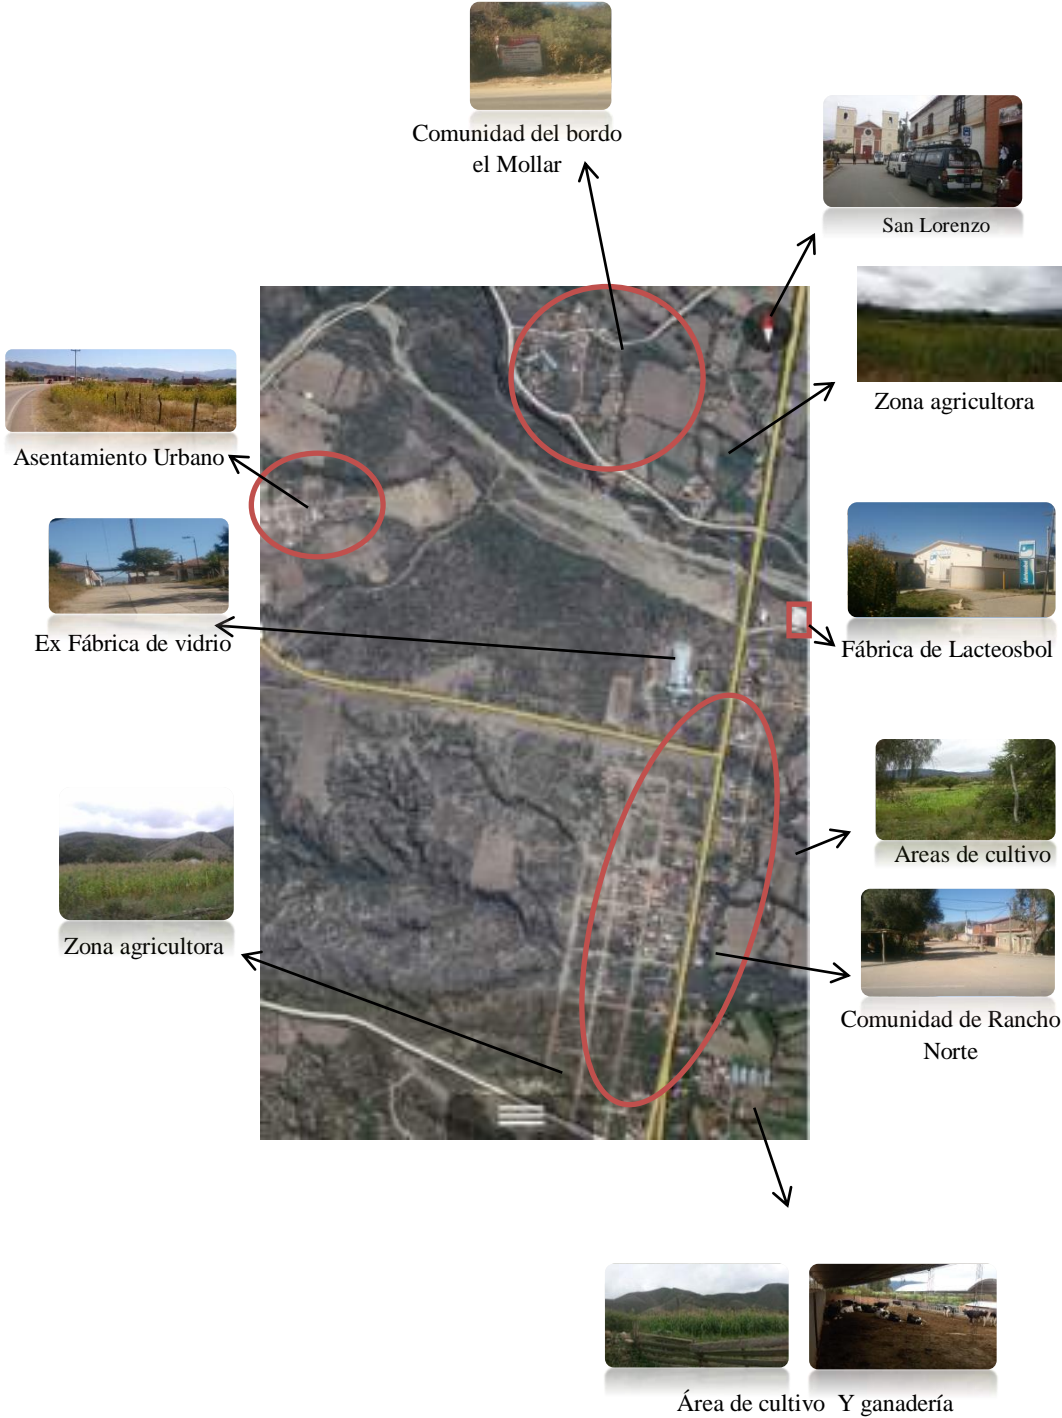 Comunidad del bordo
el Mollar
San Lorenzo
Zona agricultora
Asentamiento Urbano
Ex Fábrica de vidrio
Fábrica de Lacteosbol
Areas de cultivo
Zona agricultora
Comunidad de Rancho
Norte
Área de cultivo Y ganadería